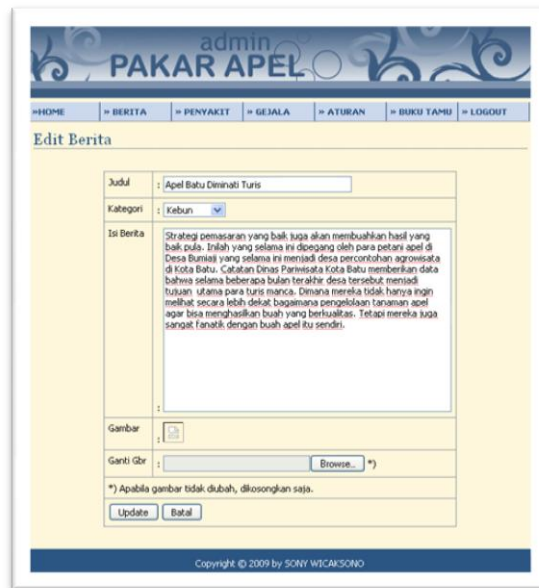 admin
PAKAR APEL
»HOME
» BERITA
» PENYAKIT
» GEJALA
» ATURAN
» BUKU TAMU
» LOGOUT
Edit Berita
Judul : Apel Batu Diminati Turis
Kategori : Kebun
Isi Berita :
Strategi pemasaran yang baik juga akan membuahkan hasil yang
baik pula. Inilah yang selama ini dipegang oleh para petani apel di
Desa Bumiaji yang selama ini menjadi desa percontohan agrowisata
di Kota Batu. Catatan Dinas Pariwisata Kota Batu memberikan data
bahwa selama beberapa bulan terakhir desa tersebut menjadi
tujuan utama para turis manca. Dimana mereka tidak hanya ingin
melihat secara lebih dekat bagaimana pengelolaan tanaman apel
agar bisa menghasilkan buah yang berkualitas. Tetapi mereka juga
sangat fanatik dengan buah apel itu sendiri.
Gambar :
Ganti Gbr : Browse.. *)
*) Apabila gambar tidak diubah, dikosongkan saja.
Update Batal
Copyright © 2009 by SONY WICAKSONO